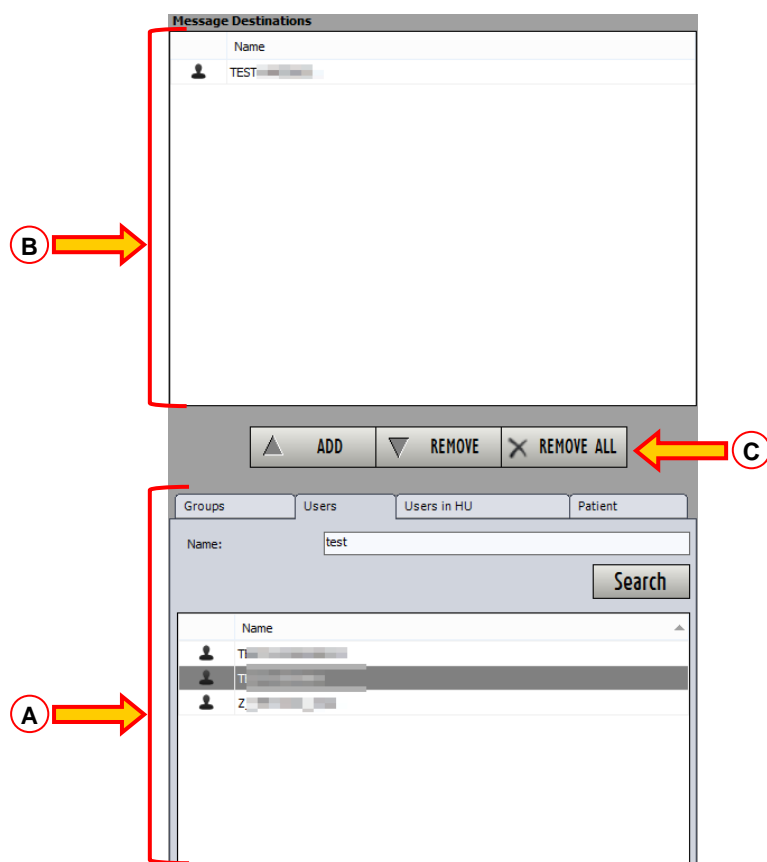 Message Destinations
Name
TEST
B
ADD REMOVE REMOVE ALL
C
Groups Users Users in HU Patient
Name: test
Search
Name
A